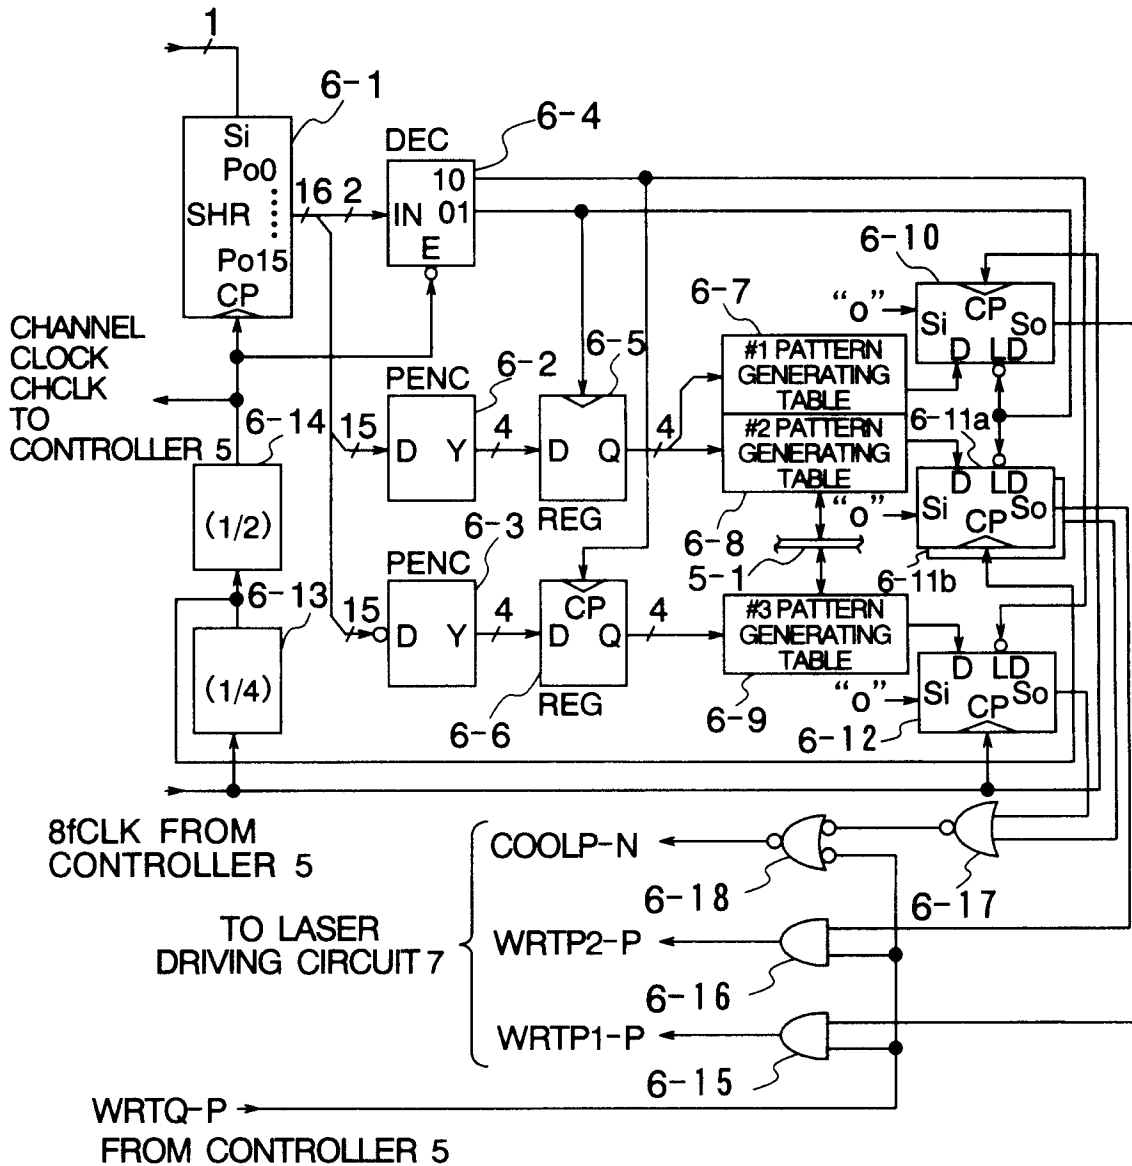 1
6-1
Si
Po0
SHR
Po15
CP
16
2
DEC
6-4
10
IN 01
E
CHANNEL
CLOCK
CHCLK
TO
CONTROLLER 5
6-14
(1/2)
6-13
(1/4)
15
PENC
6-2
D Y
4
6-5
D Q
REG
4
15
PENC
6-3
D Y
4
CP
D Q
REG
6-6
4
6-7
#1 PATTERN
GENERATING
TABLE
#2 PATTERN
GENERATING
TABLE
6-8
5-1
#3 PATTERN
GENERATING
TABLE
6-9
6-10
"o"
CP
Si So
D LD
6-11a
D LD
"o"
Si So
CP
6-11b
D LD
"o"
Si So
CP
6-12
8fCLK FROM
CONTROLLER 5
COOLP-N
6-18
6-17
TO LASER
DRIVING CIRCUIT 7
WRTP2-P
6-16
WRTP1-P
6-15
WRTQ-P
FROM CONTROLLER 5